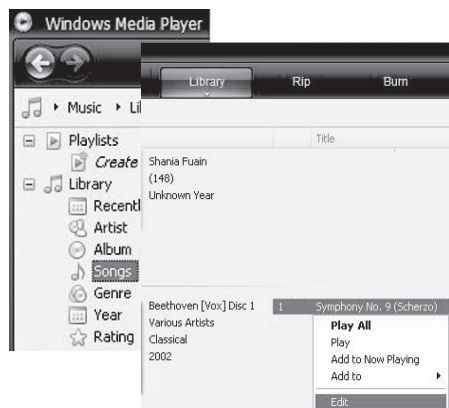 Windows Media Player
Library Rip Burn
Music Li
Title
Playlists
Create
Library
Recentl
Artist
Album
Songs
Genre
Year
Rating
Shania Fuain
(148)
Unknown Year
Beethoven [Vox] Disc 1 1 Symphony No. 9 (Scherzo)
Various Artists
Classical
2002
Play All
Play
Add to Now Playing
Add to
Edit